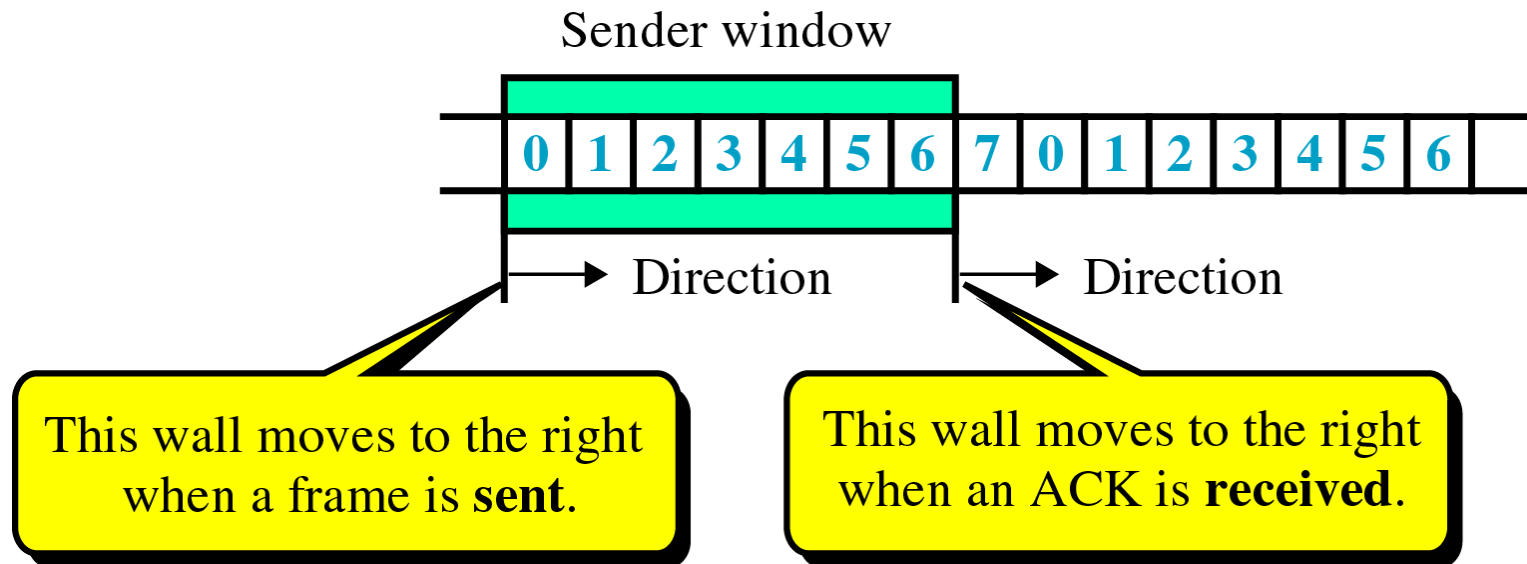 Sender window
0 1 2 3 4 5 6 7 0 1 2 3 4 5 6
Direction Direction
This wall moves to the right
when a frame is sent.
This wall moves to the right
when an ACK is received.